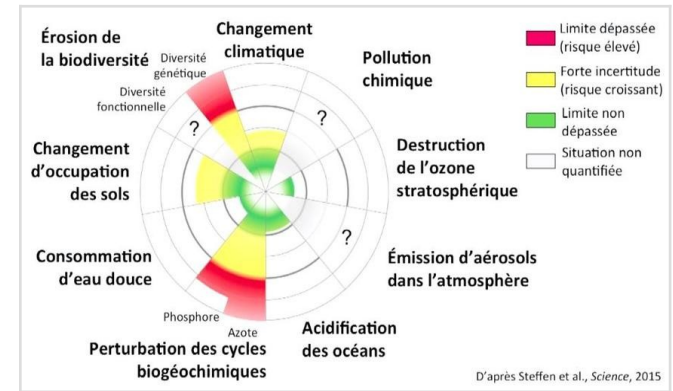 Changement
climatique
Pollution
chimique
Destruction
de l’ozone
stratosphérique
Émission d’aérosols
dans l’atmosphère
Acidification
des océans
Perturbation des cycles
biogéochimiques
Azote
Phosphore
Consommation
d’eau douce
Changement
d’occupation
des sols
Érosion de
la biodiversité
Diversité
génétique
Diversité
fonctionnelle
?
?
?
Limite dépassée
(risque élevé)
Forte incertitude
(risque croissant)
Limite non
dépassée
Situation non
quantifiée
D’après Steffen et al., Science, 2015